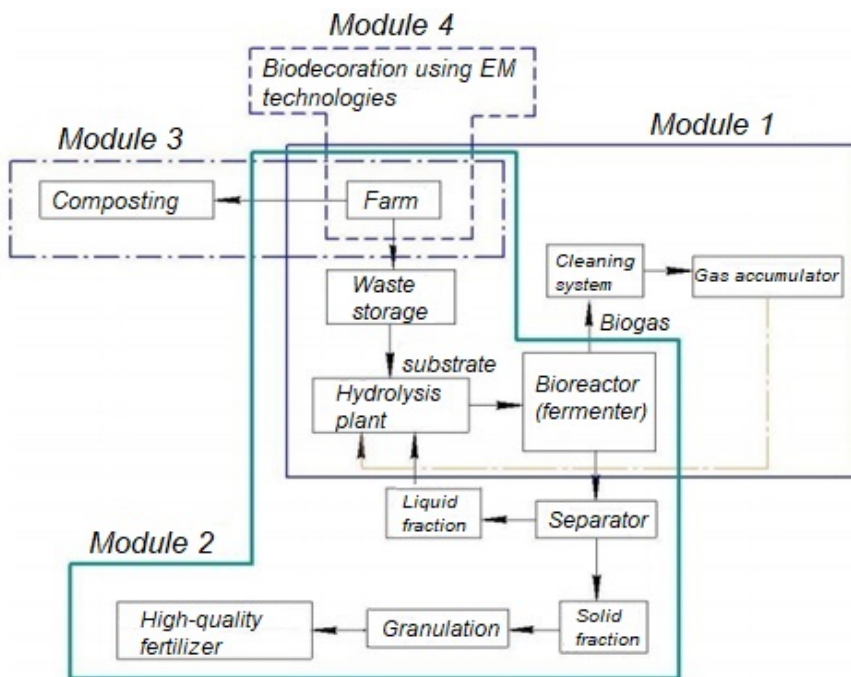 Module 4
Biodecoration using EM
technologies
Module 1
Module 3
Composting
Farm
Cleaning
system
Gas accumulator
Waste
storage
Biogas
substrate
Hydrolysis
plant
Bioreactor
(fermenter)
Liquid
fraction
Separator
Module 2
High-quality
fertilizer
Granulation
Solid
fraction